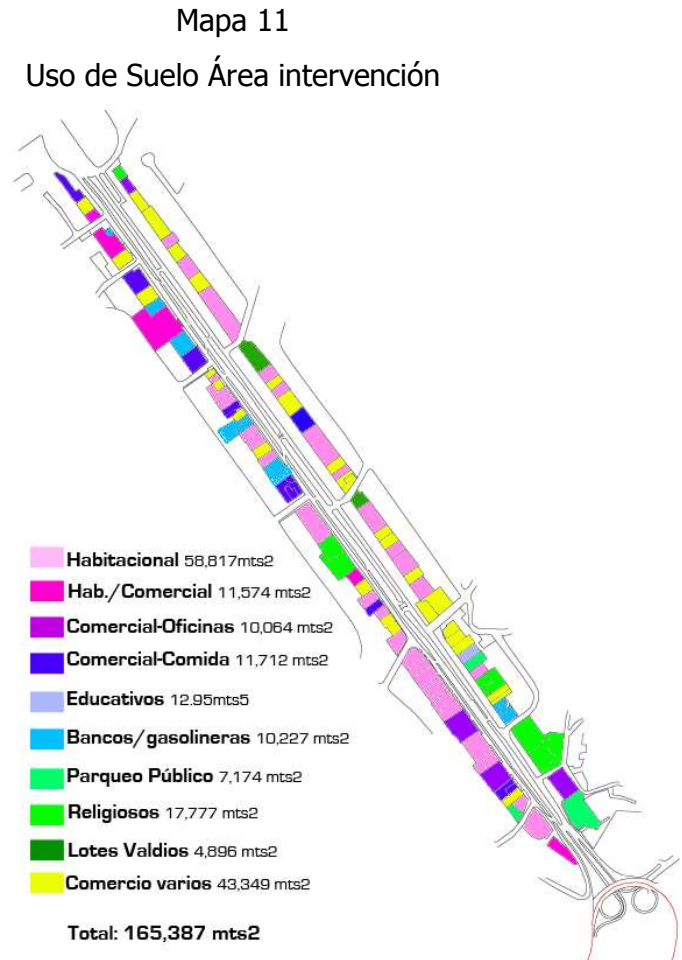 Mapa 11
Uso de Suelo Área intervención
Habitacional 58,817mts2
Hab./Comercial 11,574 mts2
Comercial-Oficinas 10,064 mts2
Comercial-Comida 11,712 mts2
Educativos 12.95mts5
Bancos/gasolineras 10,227 mts2
Parqueo Público 7,174 mts2
Religiosos 17,777 mts2
Lotes Valdios 4,896 mts2
Comercio varios 43,349 mts2
Total: 165,387 mts2